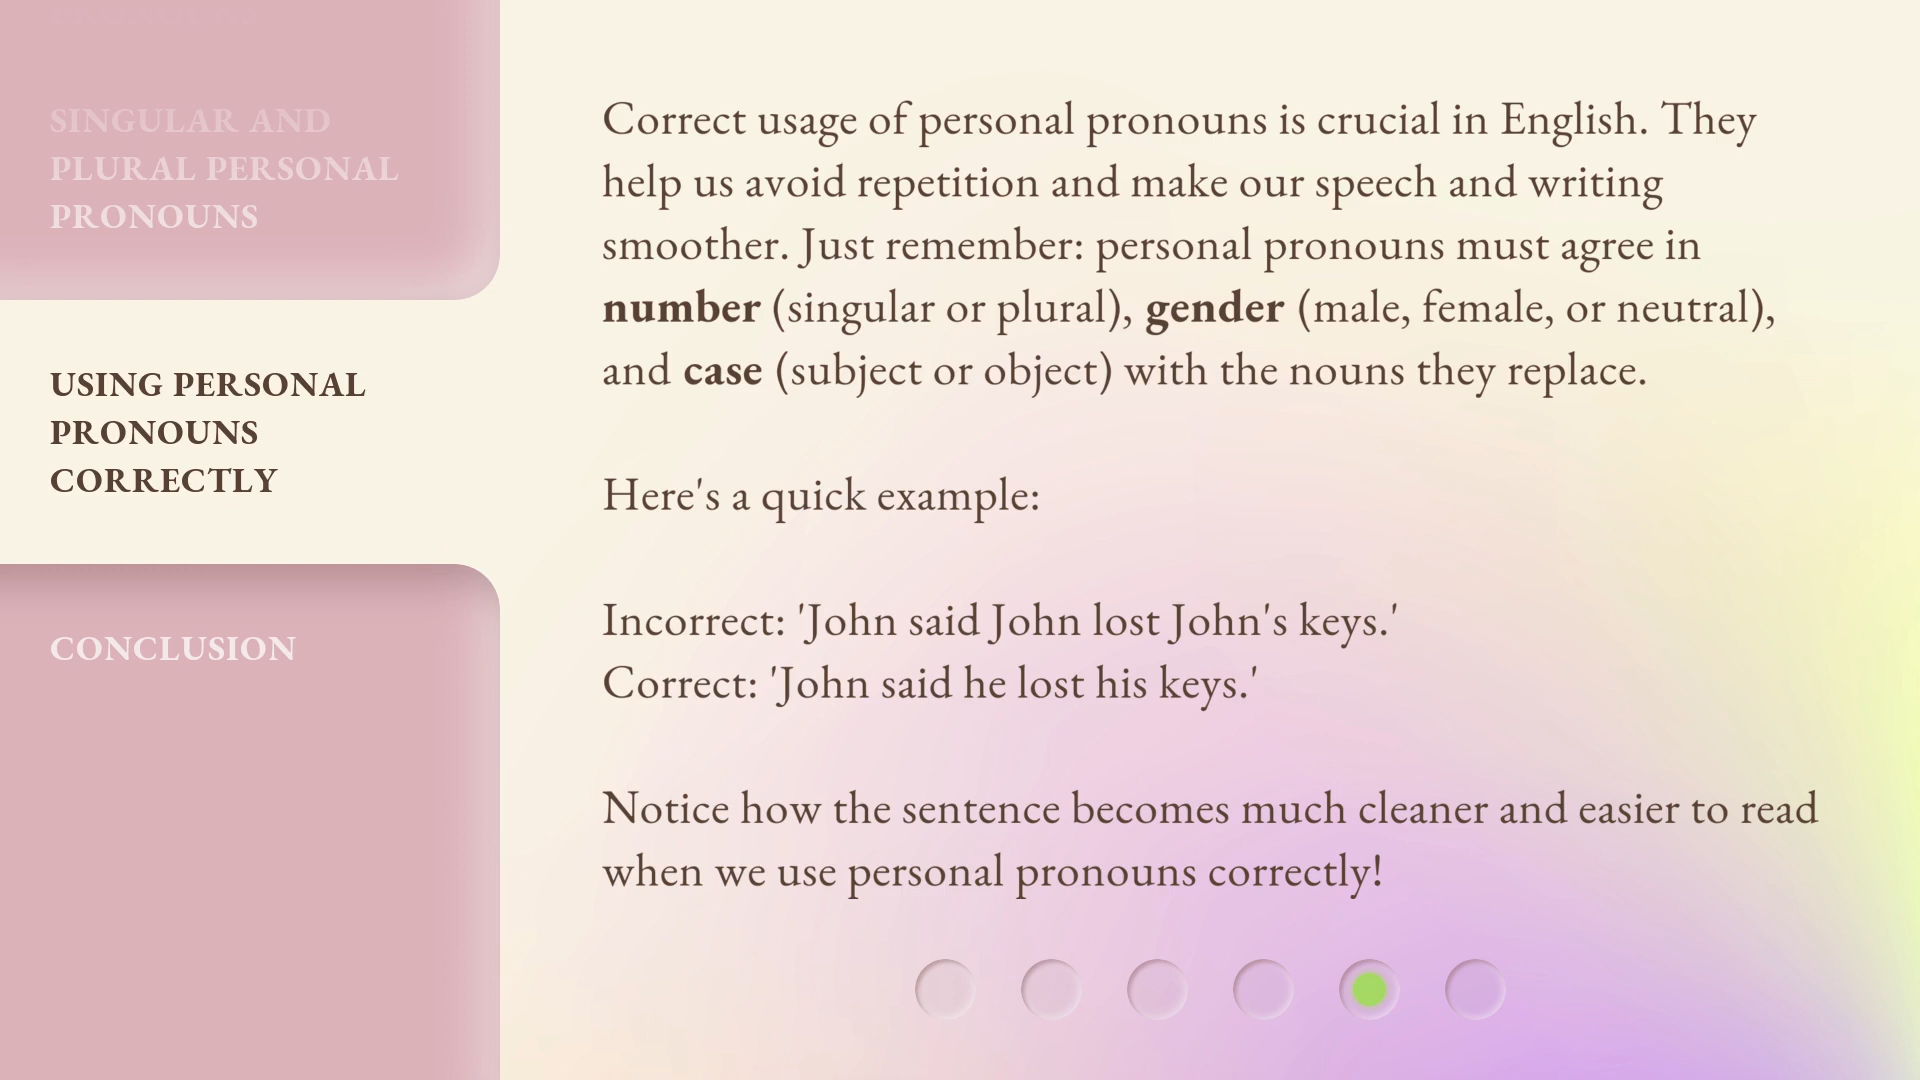 SINGULAR AND
PLURAL PERSONAL
PRONOUNS
USING PERSONAL
PRONOUNS
CORRECTLY
CONCLUSION
Correct usage of personal pronouns is crucial in English. They
help us avoid repetition and make our speech and writing
smoother. Just remember: personal pronouns must agree in
number (singular or plural), gender (male, female, or neutral),
and case (subject or object) with the nouns they replace.
Here's a quick example:
Incorrect: 'John said John lost John's keys.'
Correct: 'John said he lost his keys.'
Notice how the sentence becomes much cleaner and easier to read
when we use personal pronouns correctly!